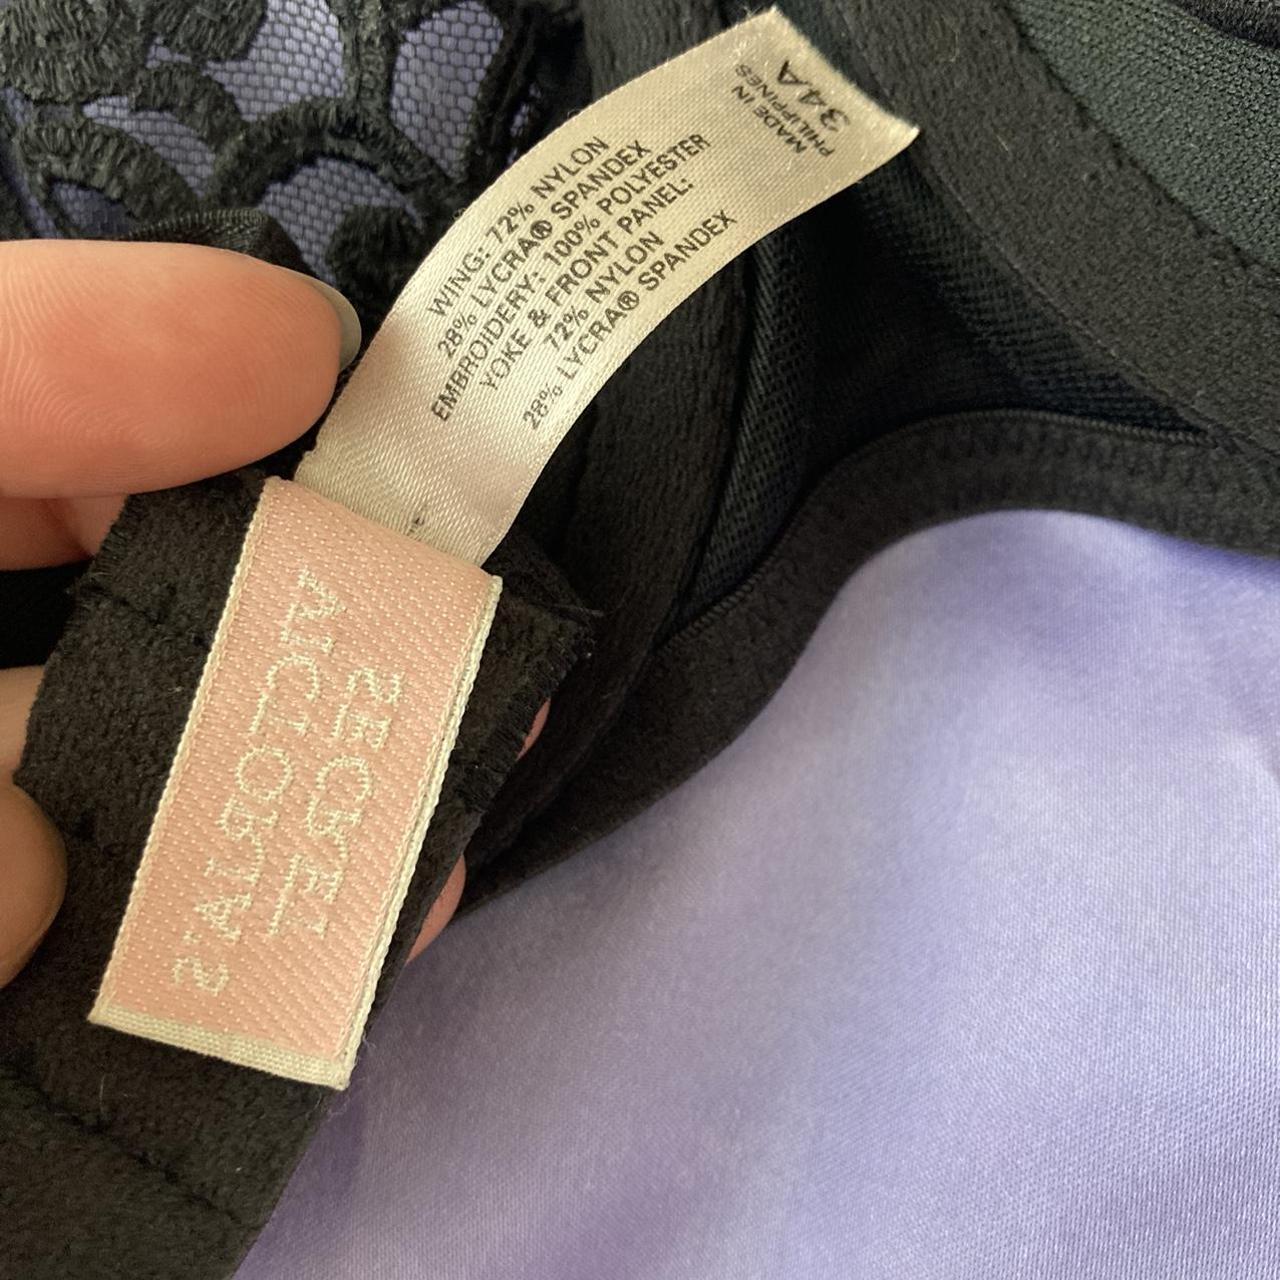 34A
MADE IN
PHILIPPINES
WING: 72% NYLON
28% LYCRA® SPANDEX
EMBROIDERY: 100% POLYESTER
YOKE & FRONT PANEL:
72% NYLON
28% LYCRA® SPANDEX
VICTORIA'S
SECRET